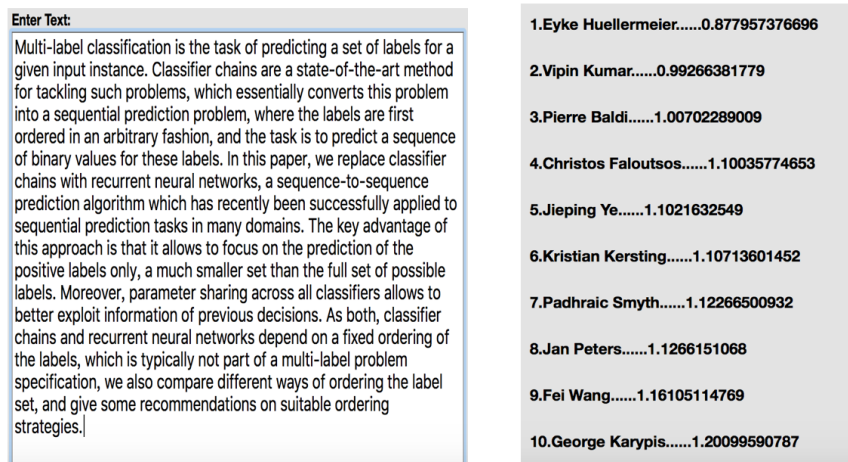 Enter Text:
Multi-label classification is the task of predicting a set of labels for a
given input instance. Classifier chains are a state-of-the-art method
for tackling such problems, which essentially converts this problem
into a sequential prediction problem, where the labels are first
ordered in an arbitrary fashion, and the task is to predict a sequence
of binary values for these labels. In this paper, we replace classifier
chains with recurrent neural networks, a sequence-to-sequence
prediction algorithm which has recently been successfully applied to
sequential prediction tasks in many domains. The key advantage of
this approach is that it allows to focus on the prediction of the
positive labels only, a much smaller set than the full set of possible
labels. Moreover, parameter sharing across all classifiers allows to
better exploit information of previous decisions. As both, classifier
chains and recurrent neural networks depend on a fixed ordering of
the labels, which is typically not part of a multi-label problem
specification, we also compare different ways of ordering the label
set, and give some recommendations on suitable ordering
strategies.
1.Eyke Huellermeier......0.877957376696
2.Vipin Kumar......0.99266381779
3.Pierre Baldi......1.00702289009
4.Christos Faloutsos......1.10035774653
5.Jieping Ye......1.1021632549
6.Kristian Kersting......1.10713601452
7.Padhraic Smyth......1.12266500932
8.Jan Peters......1.1266151068
9.Fei Wang......1.16105114769
10.George Karypis......1.20099590787